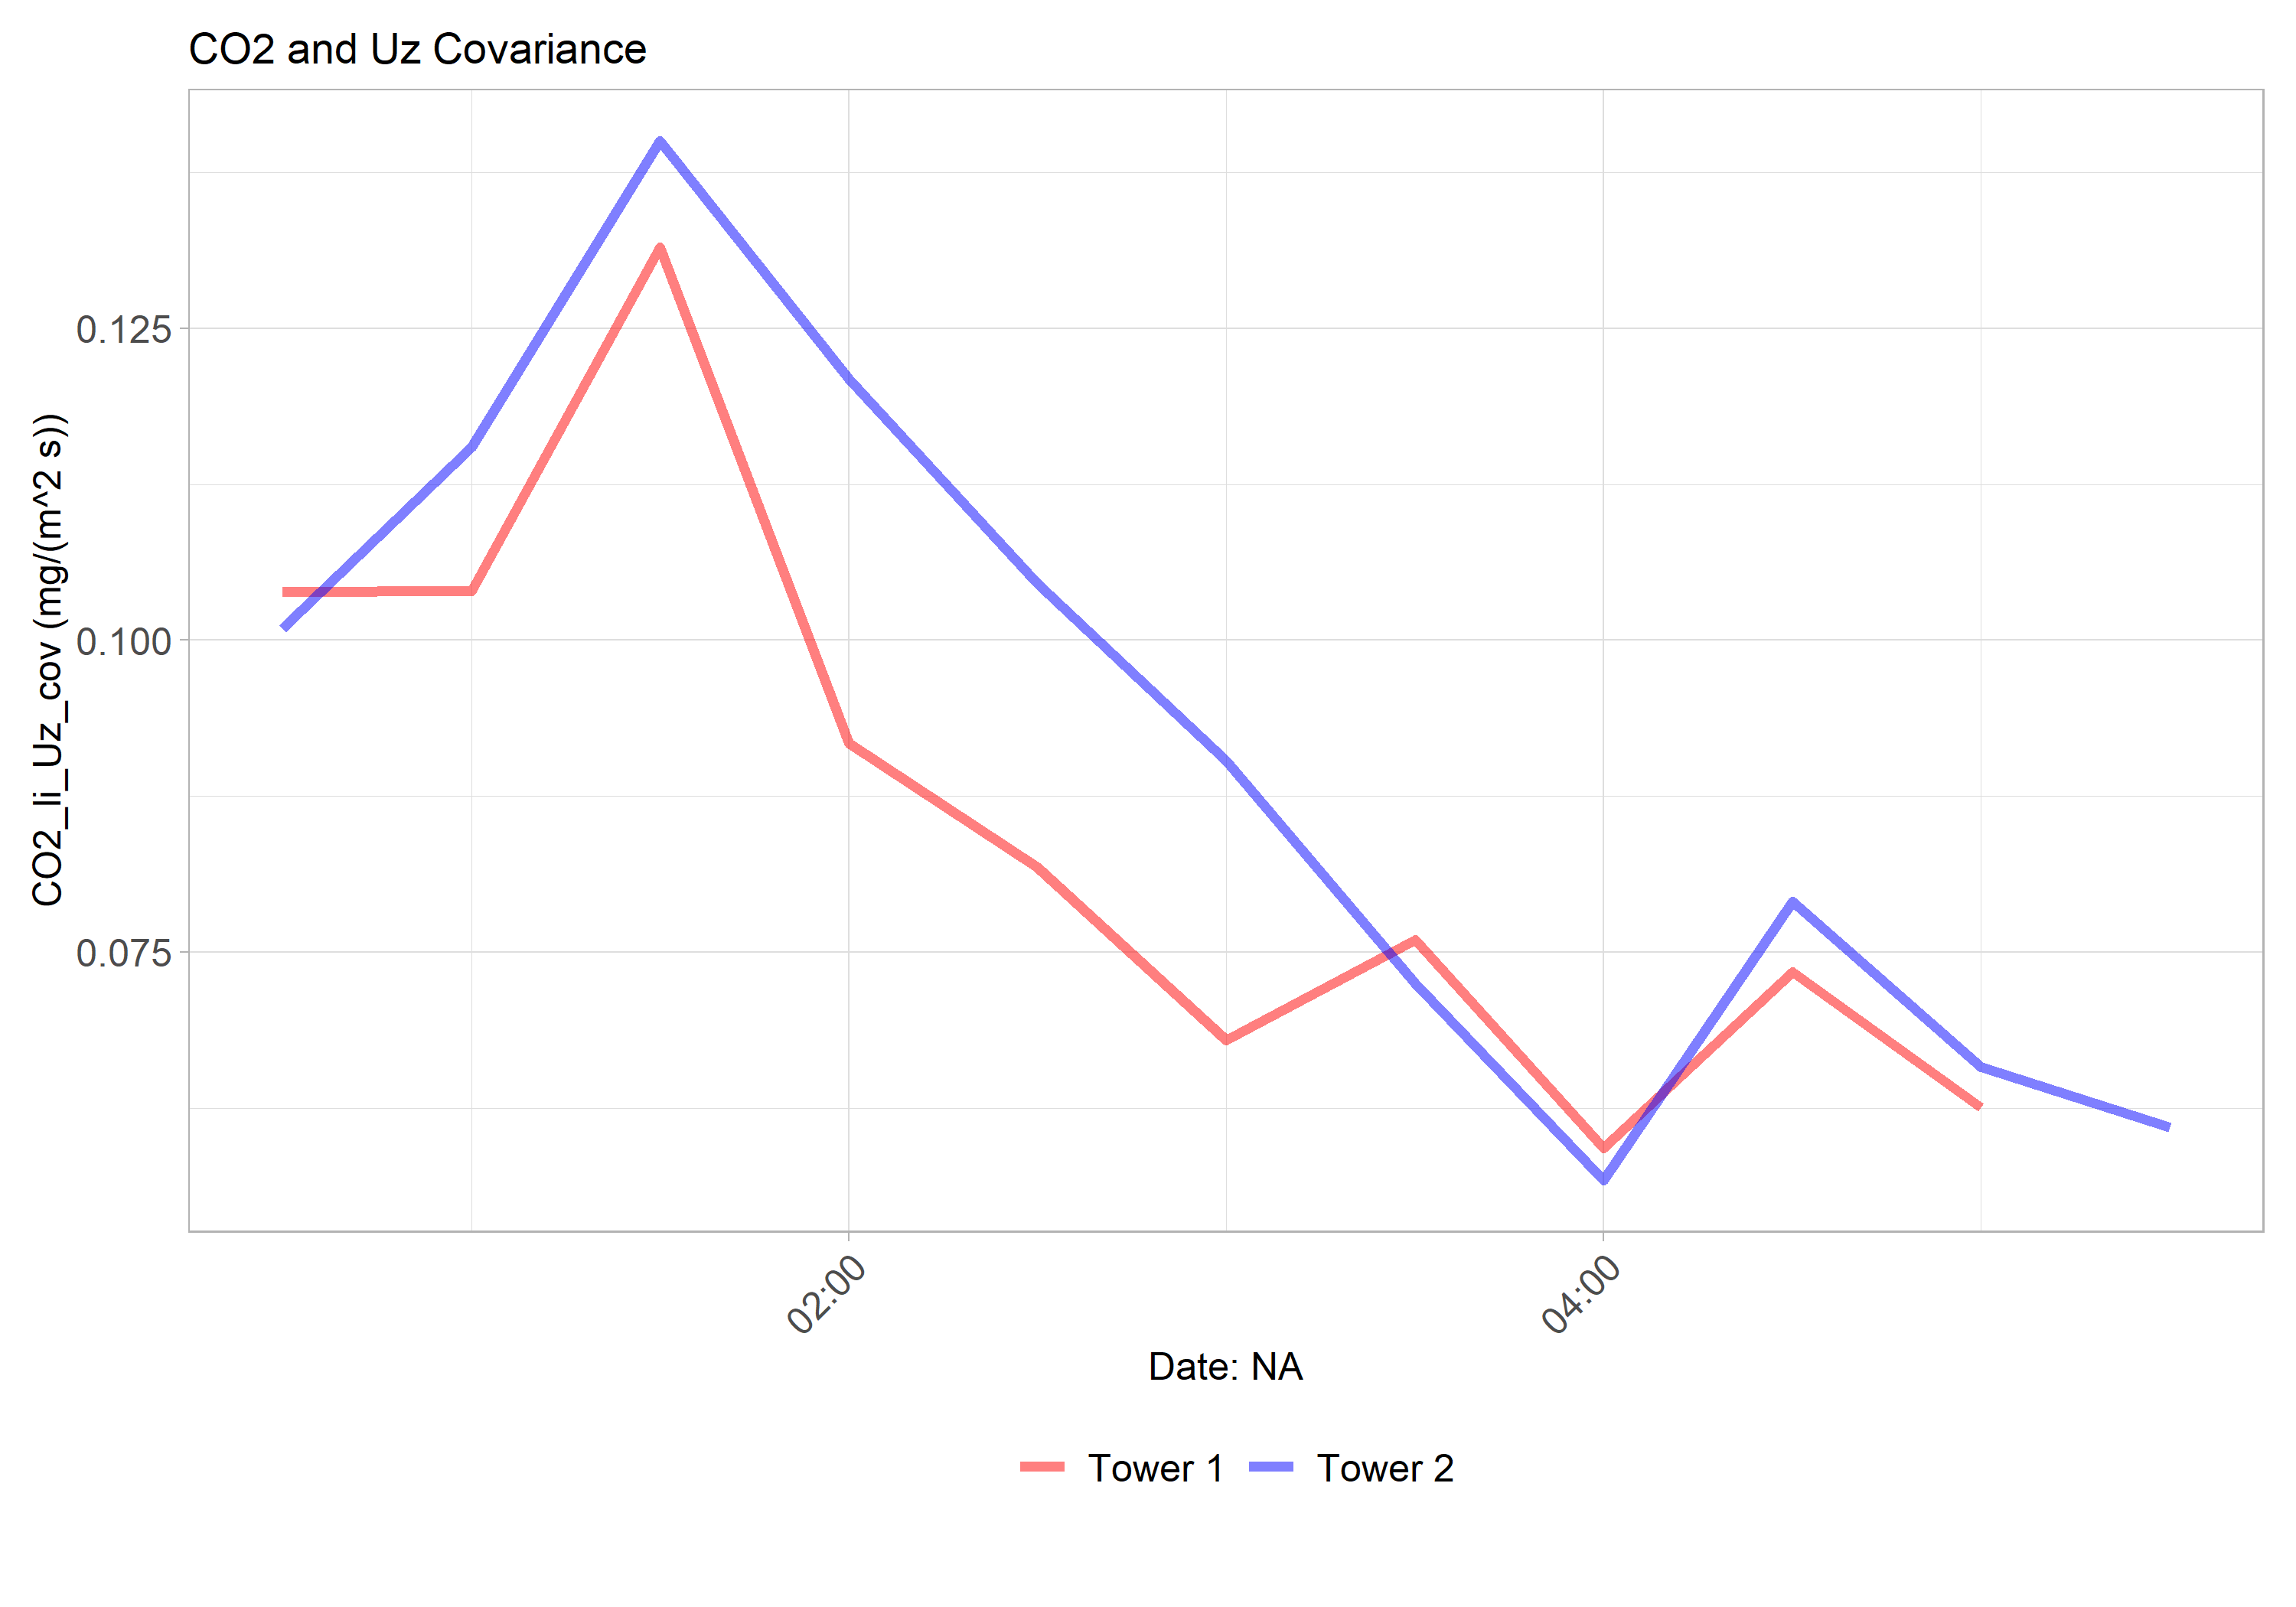 CO2 and Uz Covariance
CO2_li_Uz_cov (mg/(m^2 s))
0.125
0.100
0.075
02:00
04:00
Date: NA
Tower 1
Tower 2